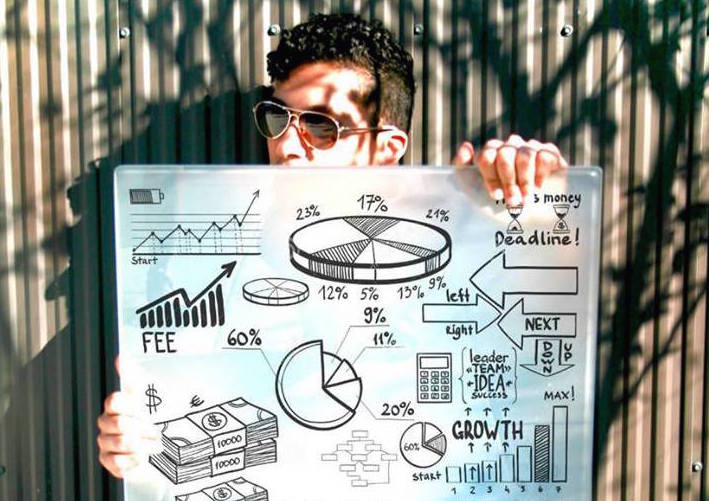 17%
23%
21%
s money
Deadline!
Start
12% 5% 13% 9%
left
Right
NEXT
FEE
9%
60%
11%
DOWN
UP
leader
«TEAM»
•IDEA•
SUCCESS
MAX!
$ €
20%
GROWTH
$
10000
10000
60%
Start
1 2 3 4 5 6 7
$